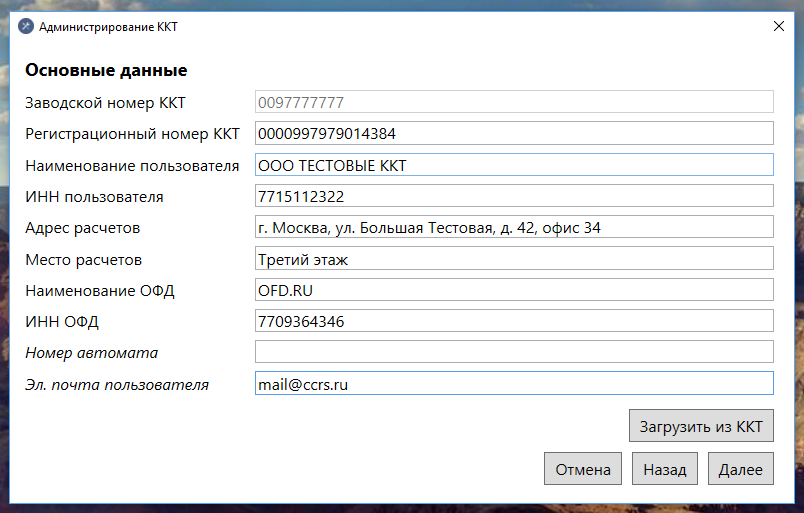 Администрирование ККТ
Основные данные
Заводской номер ККТ 0097777777
Регистрационный номер ККТ 0000997979014384
Наименование пользователя ООО ТЕСТОВЫЕ ККТ
ИНН пользователя 7715112322
Адрес расчетов г. Москва, ул. Большая Тестовая, д. 42, офис 34
Место расчетов Третий этаж
Наименование ОФД OFD.RU
ИНН ОФД 7709364346
Номер автомата
Эл. почта пользователя mail@ccrs.ru
Загрузить из ККТ
Отмена Назад Далее